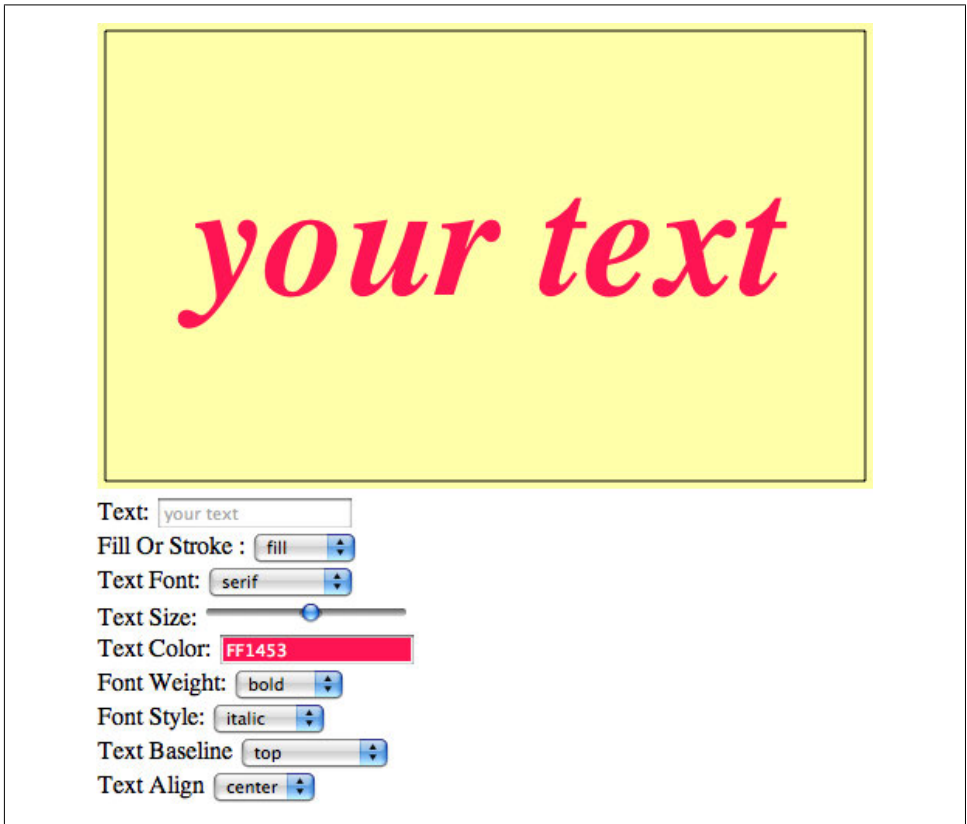 your text
Text: your text
Fill Or Stroke : fill
Text Font: serif
Text Size:
Text Color: FF1453
Font Weight: bold
Font Style: italic
Text Baseline top
Text Align center